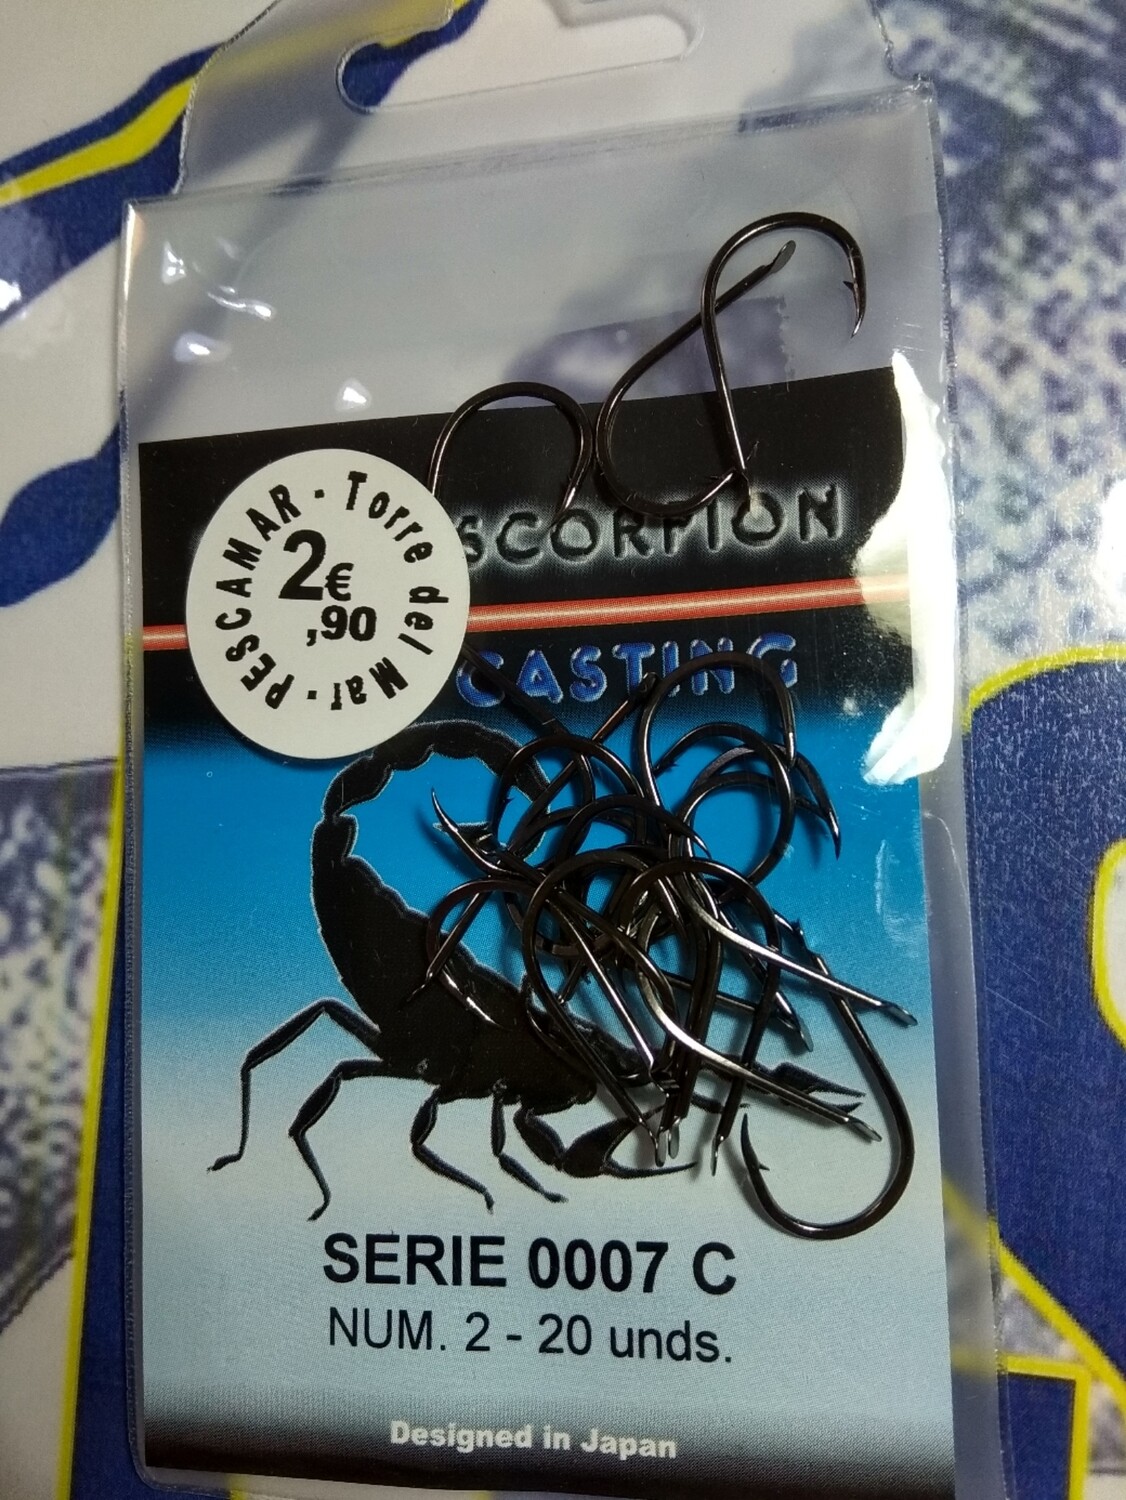 SCORPION
PESCAMAR - Torre del Mar -
2€
,90
CASTING
SERIE 0007 C
NUM. 2 - 20 unds.
Designed in Japan